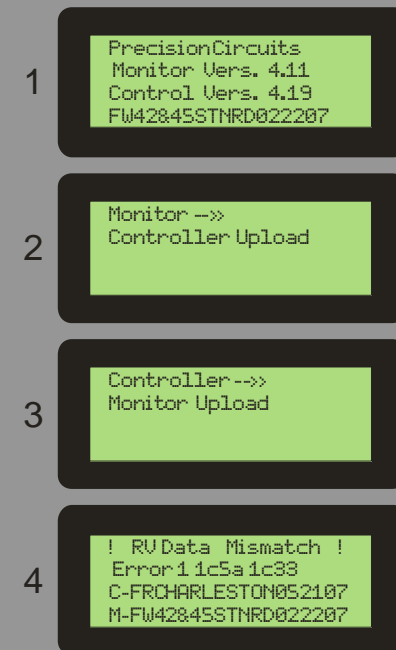 1
PrecisionCircuits
Monitor Vers. 4.11
Control Vers. 4.19
FW42&45STNRD022207
2
Monitor -->>
Controller Upload
3
Controller -->>
Monitor Upload
4
! RV Data Mismatch !
Error 1 1c5a 1c33
C-FRCHARLESTON052107
M-FW42&45STNRD022207